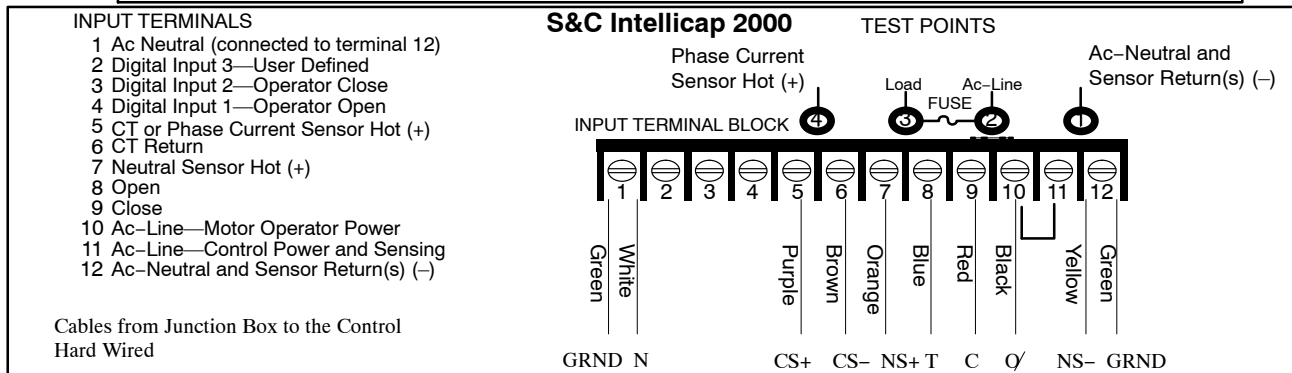 INPUT TERMINALS
1 Ac Neutral (connected to terminal 12)
2 Digital Input 3—User Defined
3 Digital Input 2—Operator Close
4 Digital Input 1—Operator Open
5 CT or Phase Current Sensor Hot (+)
6 CT Return
7 Neutral Sensor Hot (+)
8 Open
9 Close
10 Ac−Line—Motor Operator Power
11 Ac−Line—Control Power and Sensing
12 Ac−Neutral and Sensor Return(s) (−)
Cables from Junction Box to the Control
Hard Wired
S&C Intellicap 2000
TEST POINTS
Phase Current
Sensor Hot (+)
Ac−Neutral and
Sensor Return(s) (−)
Load
Ac−Line
FUSE
INPUT TERMINAL BLOCK
4 3 2 1
1 2 3 4 5 6 7 8 9 10 11 12
Green
White
Purple
Brown
Orange
Blue
Red
Black
Yellow
Green
GRND N CS+ CS− NS+ T C O/ NS− GRND